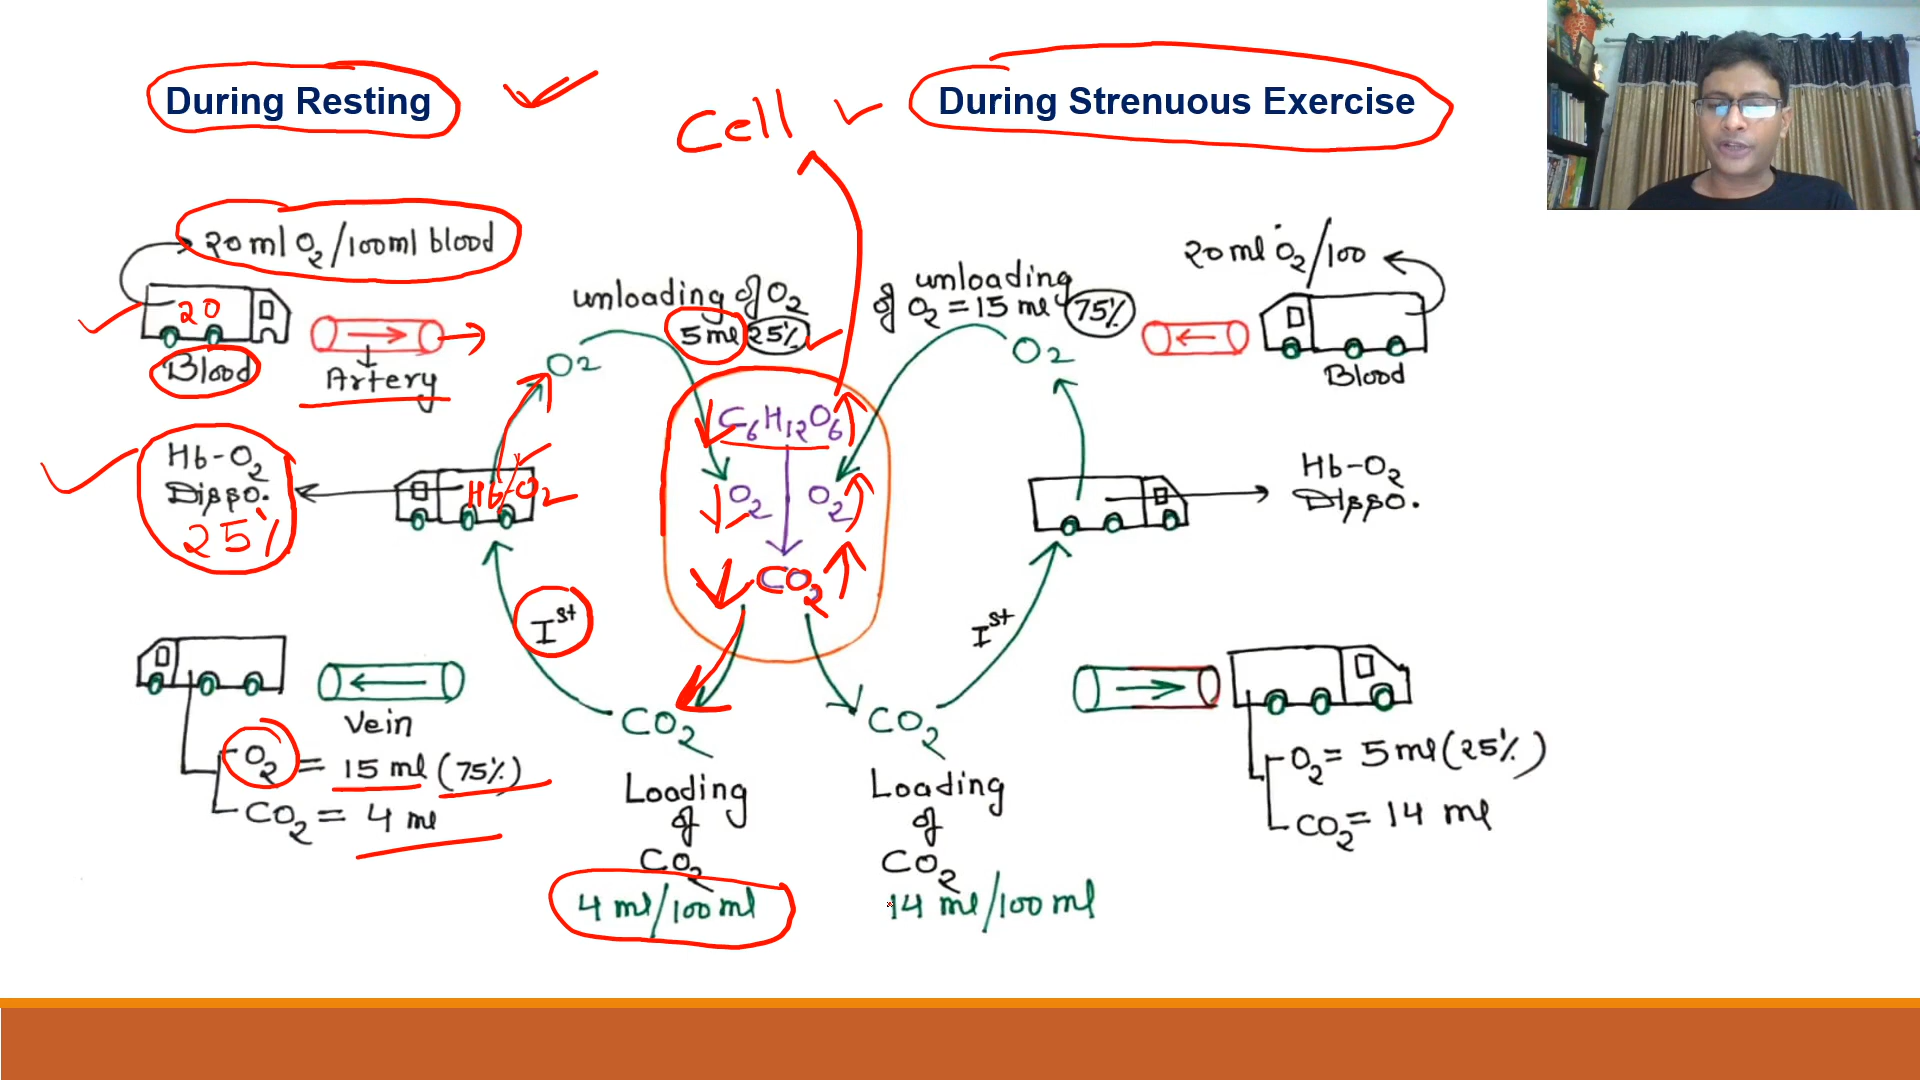 During Resting
During Strenuous Exercise
Cell
20 ml O2/100ml blood
20 ml O2/100
20
Blood
Artery
unloading of O2
5 ml 25%
unloading
of O2 = 15 ml 75%
Blood
O2
O2
C6H12O6
O2
O2
CO2
Hb-O2
Disso.
25%
Hb-O2
Hb-O2
Disso.
Ist
Ist
Vein
O2 = 15 ml (75%)
CO2 = 4 ml
CO2
Loading
of
CO2
4 ml/100 ml
CO2
Loading
of
CO2
14 ml/100 ml
O2 = 5 ml (25%)
CO2 = 14 ml